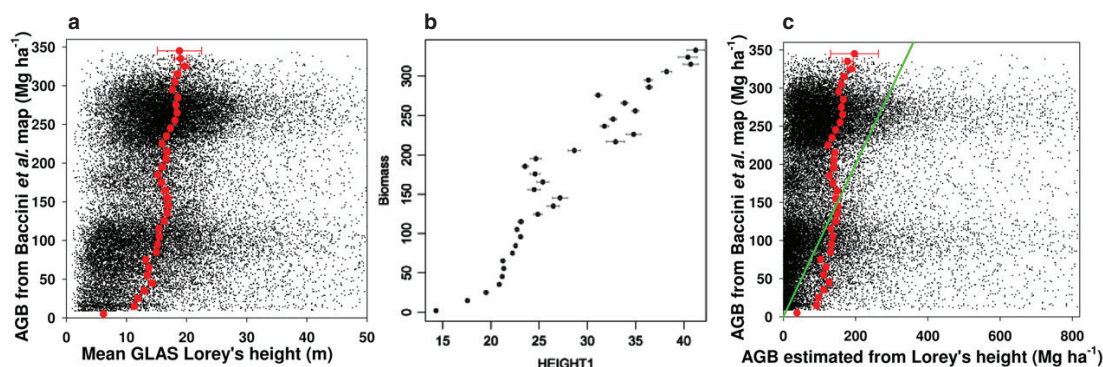 a
AGB from Baccini et al. map (Mg ha⁻¹)
350
300
250
200
150
100
50
0
0 10 20 30 40 50
Mean GLAS Lorey's height (m)
b
Biomass
300
250
200
150
100
50
0
15 20 25 30 35 40
HEIGHT1
c
AGB from Baccini et al. map (Mg ha⁻¹)
350
300
250
200
150
100
50
0
0 200 400 600 800
AGB estimated from Lorey's height (Mg ha⁻¹)